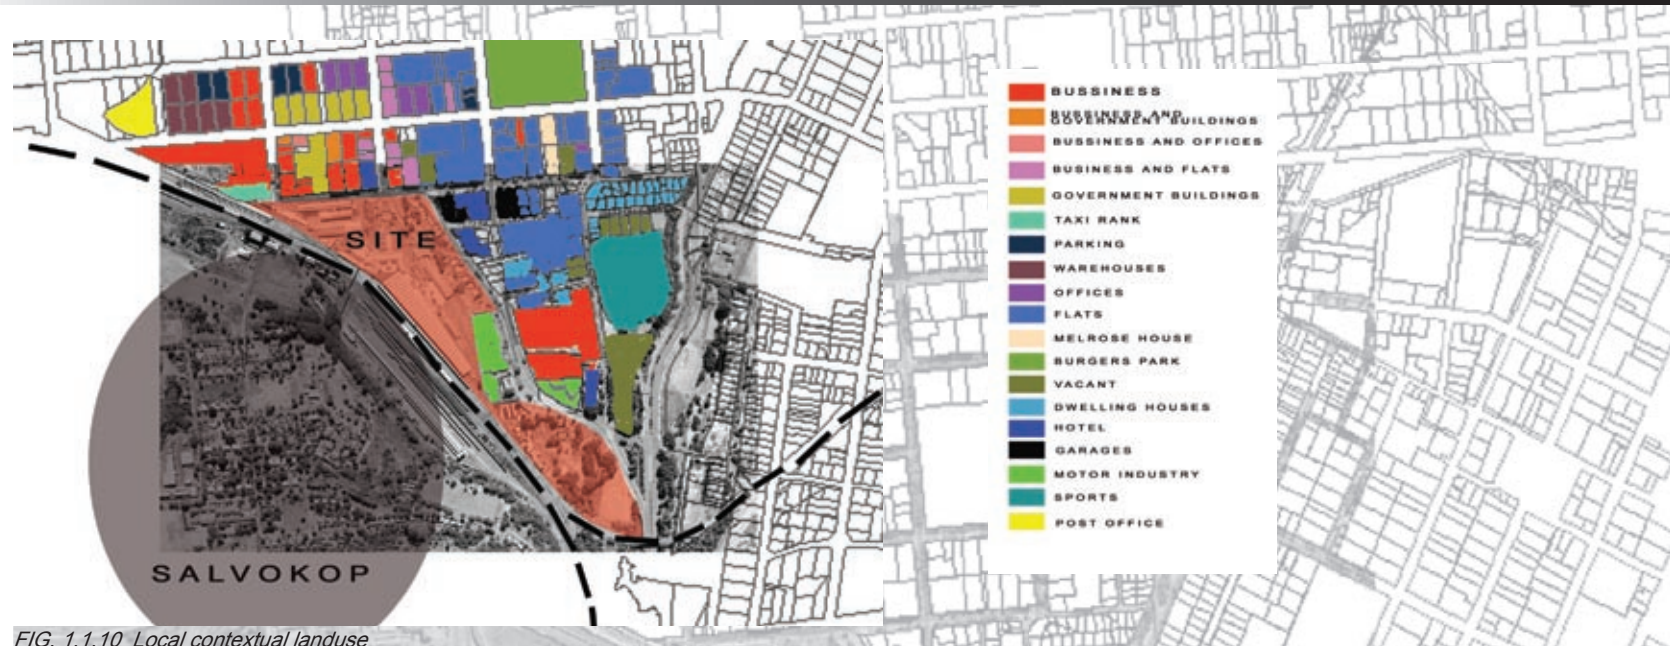 SITE
SALVOKOP
FIG. 1.1.10 Local contextual landuse
BUSSINESS
BUSSINESS AND
GOVERNMENT BUILDINGS
BUSSINESS AND OFFICES
BUSINESS AND FLATS
GOVERNMENT BUILDINGS
TAXI RANK
PARKING
WAREHOUSES
OFFICES
FLATS
MELROSE HOUSE
BURGERS PARK
VACANT
DWELLING HOUSES
HOTEL
GARAGES
MOTOR INDUSTRY
SPORTS
POST OFFICE